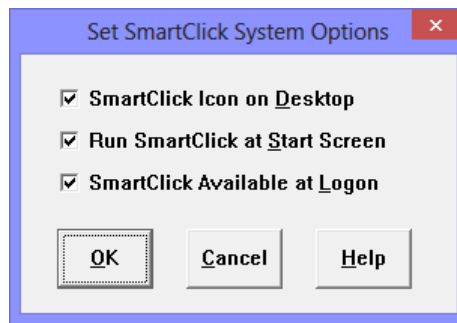 Set SmartClick System Options
SmartClick Icon on Desktop
Run SmartClick at Start Screen
SmartClick Available at Logon
OK Cancel Help